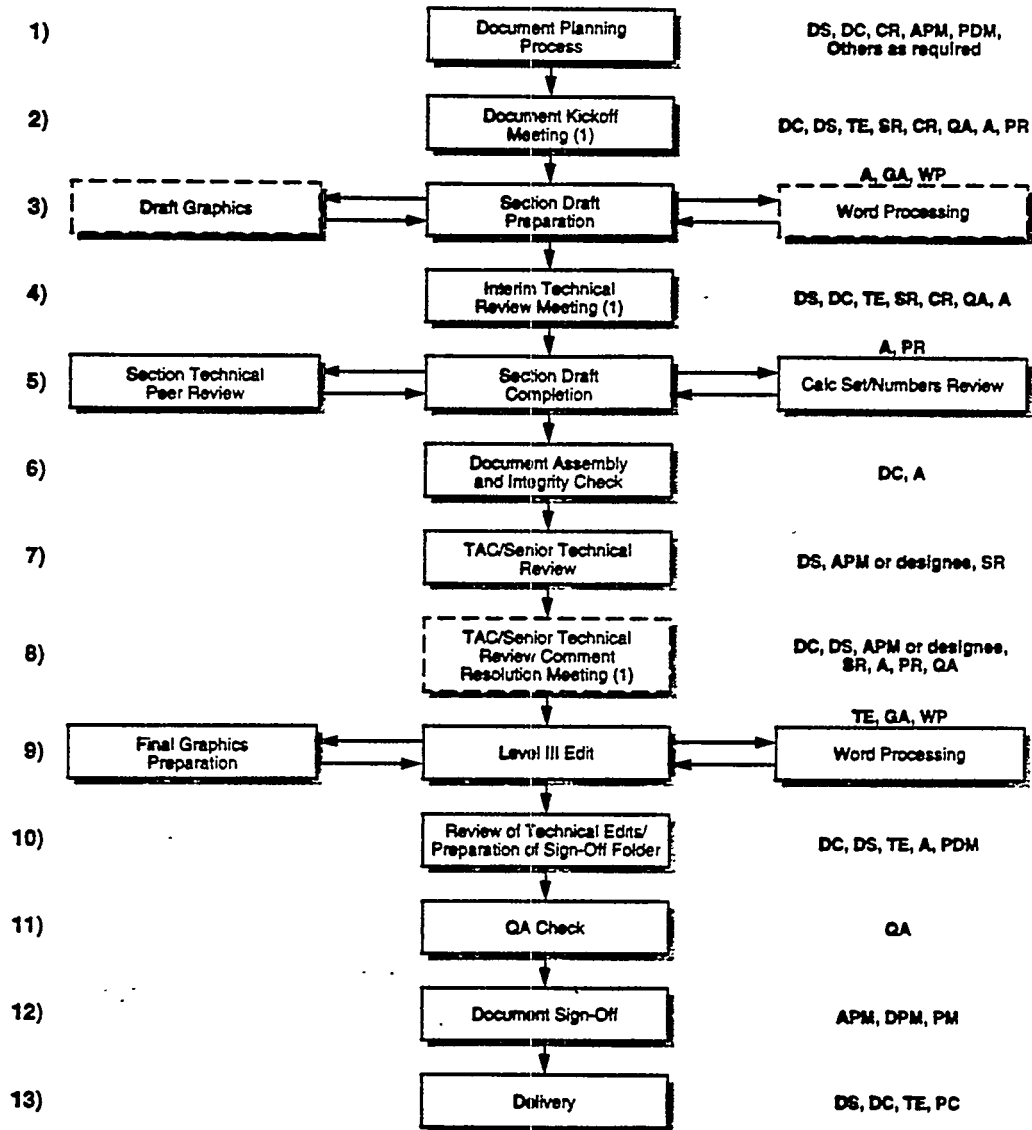 1)
Document Planning
Process
DS, DC, CR, APM, PDM,
Others as required
2)
Document Kickoff
Meeting (1)
DC, DS, TE, SR, CR, QA, A, PR
3)
Draft Graphics
Section Draft
Preparation
A, GA, WP
Word Processing
4)
Interim Technical
Review Meeting (1)
DS, DC, TE, SR, CR, QA, A
5)
Section Technical
Peer Review
Section Draft
Completion
A, PR
Calc Set/Numbers Review
6)
Document Assembly
and Integrity Check
DC, A
7)
TAC/Senior Technical
Review
DS, APM or designee, SR
8)
TAC/Senior Technical
Review Comment
Resolution Meeting (1)
DC, DS, APM or designee,
SR, A, PR, QA
9)
Final Graphics
Preparation
Level III Edit
TE, GA, WP
Word Processing
10)
Review of Technical Edits/
Preparation of Sign-Off Folder
DC, DS, TE, A, PDM
11)
QA Check
QA
12)
Document Sign-Off
APM, DPM, PM
13)
Delivery
DS, DC, TE, PC